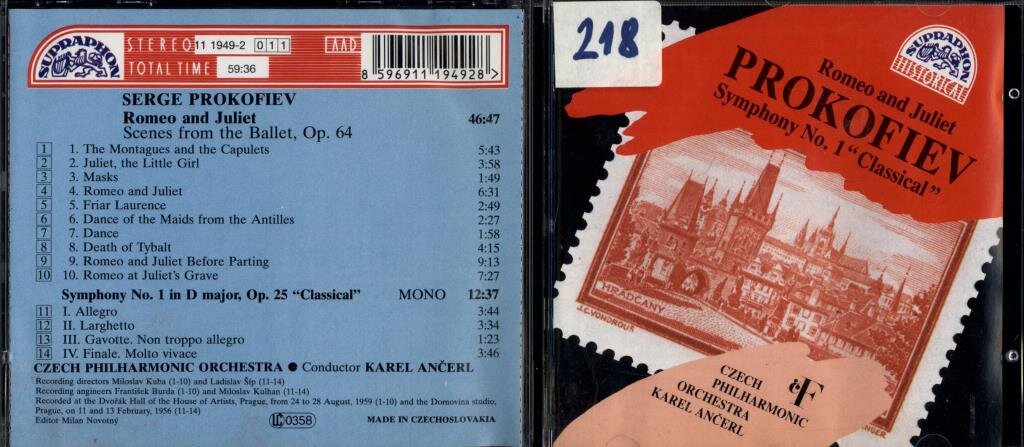 SUPRAPHON
STEREO 11 1949-2 0 1 1
AAD
TOTAL TIME 59:36
8 596911 194928 >
SERGE PROKOFIEV
Romeo and Juliet 46:47
Scenes from the Ballet, Op. 64
1 1. The Montagues and the Capulets 5:43
2 2. Juliet, the Little Girl 3:58
3 3. Masks 1:49
4 4. Romeo and Juliet 6:31
5 5. Friar Laurence 2:49
6 6. Dance of the Maids from the Antilles 2:27
7 7. Dance 1:58
8 8. Death of Tybalt 4:15
9 9. Romeo and Juliet Before Parting 9:13
10 10. Romeo at Juliet's Grave 7:27
Symphony No. 1 in D major, Op. 25 “Classical” MONO 12:37
11 I. Allegro 3:44
12 II. Larghetto 3:34
13 III. Gavotte. Non troppo allegro 1:23
14 IV. Finale. Molto vivace 3:46
CZECH PHILHARMONIC ORCHESTRA ● Conductor KAREL ANČERL
Recording directors Miloslav Kuba (1-10) and Ladislav Šíp (11-14)
Recording engineers František Burda (1-10) and Miloslav Kulhan (11-14)
Recorded at the Dvořák Hall of the House of Artists, Prague, from 24 to 28 August, 1959 (1-10) and the Domovina studio,
Prague, on 11 and 13 February, 1956 (11-14)
Editor Milan Novotný
LC 0358
MADE IN CZECHOSLOVAKIA
218
SUPRAPHON
HISTORICAL
Romeo and Juliet
PROKOFIEV
Symphony No. 1 “Classical”
HRADČANY
J.C.VONDROUŠ
CZECH
PHILHARMONIC
ORCHESTRA
KAREL ANČERL
čF